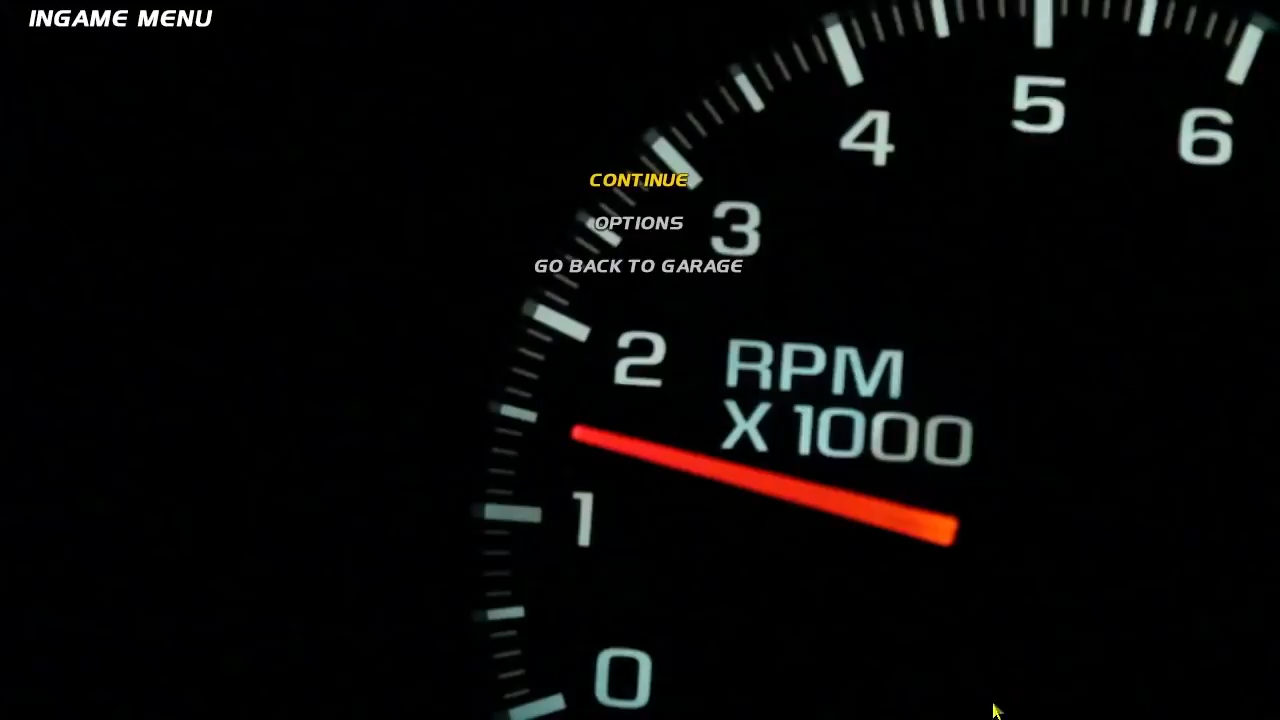 INGAME MENU
4
5
6
CONTINUE
OPTIONS
3
GO BACK TO GARAGE
2
RPM
X 1000
1
0